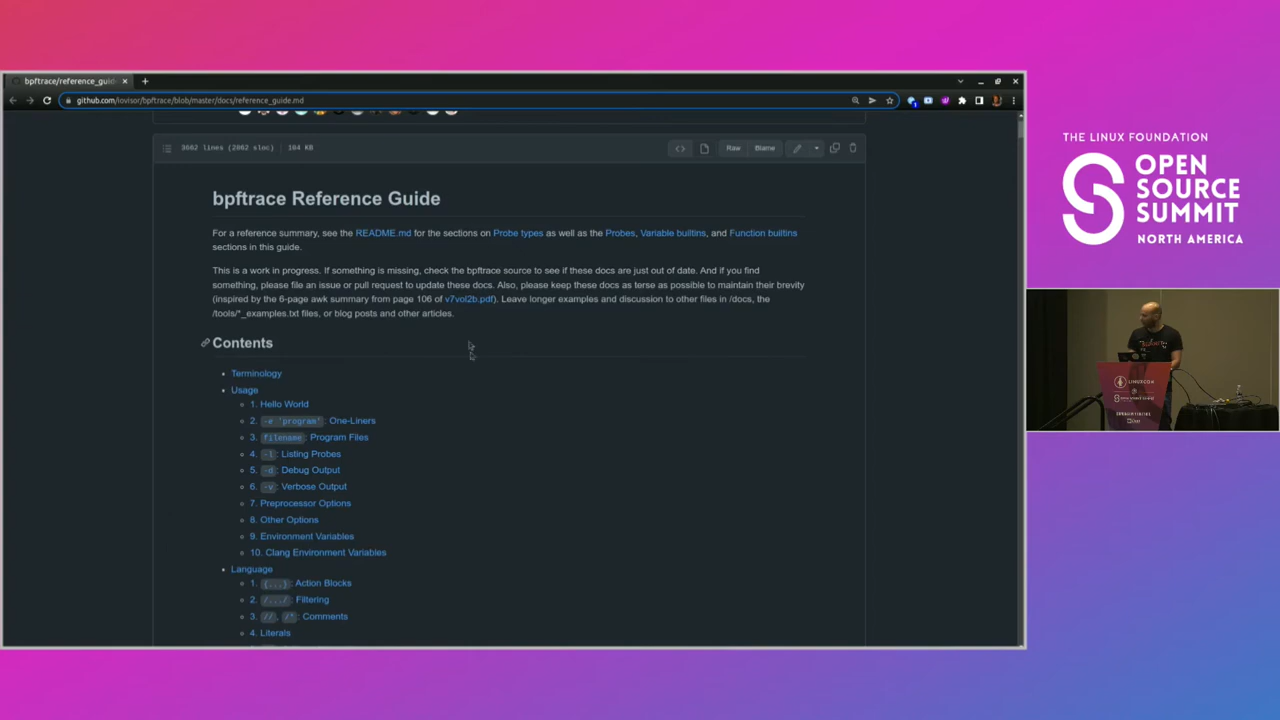 bpftrace/reference_guid
github.com/iovisor/bpftrace/blob/master/docs/reference_guide.md
3662 lines (2862 sloc) | 184 KB
Raw
Blame
bpftrace Reference Guide
For a reference summary, see the README.md for the sections on Probe types as well as the Probes, Variable builtins, and Function builtins
sections in this guide.
This is a work in progress. If something is missing, check the bpftrace source to see if these docs are just out of date. And if you find
something, please file an issue or pull request to update these docs. Also, please keep these docs as terse as possible to maintain their brevity
(inspired by the 6-page awk summary from page 106 of v7vol2b.pdf). Leave longer examples and discussion to other files in /docs, the
/tools/*_examples.txt files, or blog posts and other articles.
Contents
Terminology
Usage
1. Hello World
2. -e 'program': One-Liners
3. filename: Program Files
4. -l: Listing Probes
5. -d: Debug Output
6. -v: Verbose Output
7. Preprocessor Options
8. Other Options
9. Environment Variables
10. Clang Environment Variables
Language
1. {...}: Action Blocks
2. /.../: Filtering
3. //, /*: Comments
4. Literals
THE LINUX FOUNDATION
OPEN
SOURCE
SUMMIT
NORTH AMERICA
LINUXCON